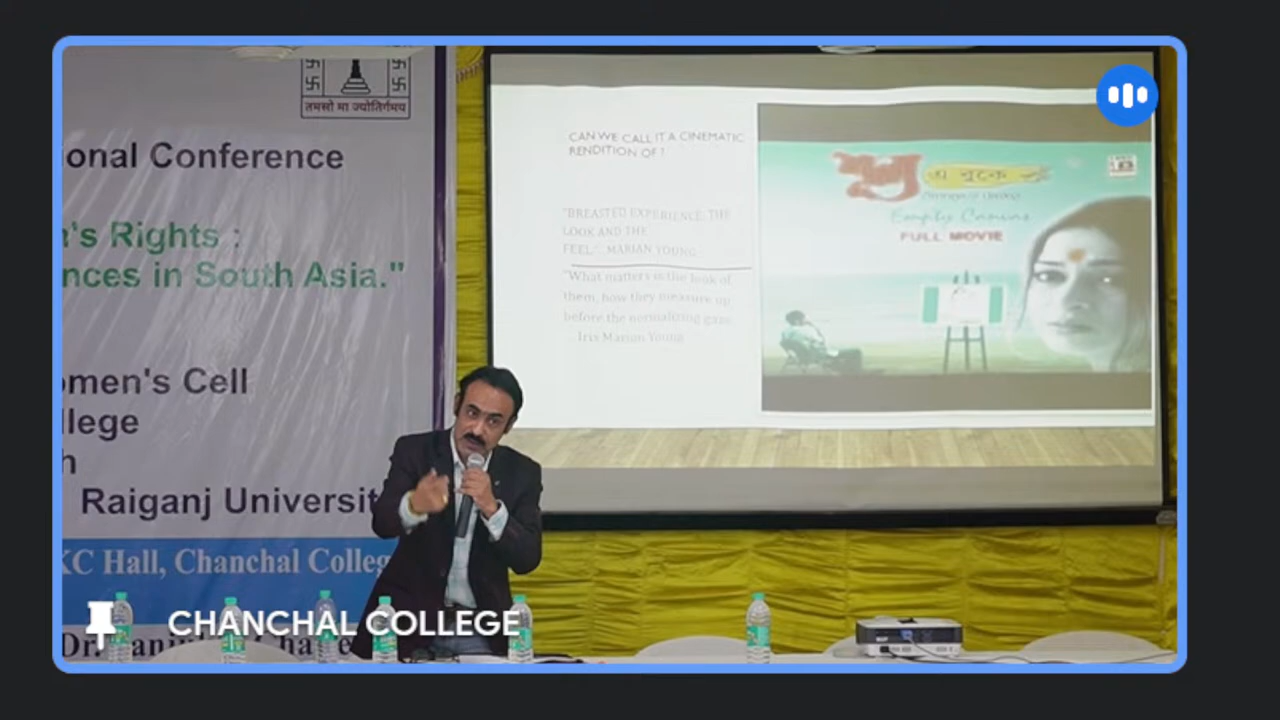 तमसो मा ज्योतिर्गमय
ional Conference
n's Rights :
nces in South Asia."
omen's Cell
llege
n
Raiganj Universit
KC Hall, Chanchal Colleg
CAN WE CALL IT A CINEMATIC
RENDITION OF?
"BREASTED EXPERIENCE: THE
LOOK AND THE
FEEL" MARIAN YOUNG
"What matters is the look of
them, how they measure up
before the normalizing gaze.
Iris Marion Young
শূন্য এ বুকে
Empty Canvas
FULL MOVIE
CHANCHAL COLLEGE
Dr.